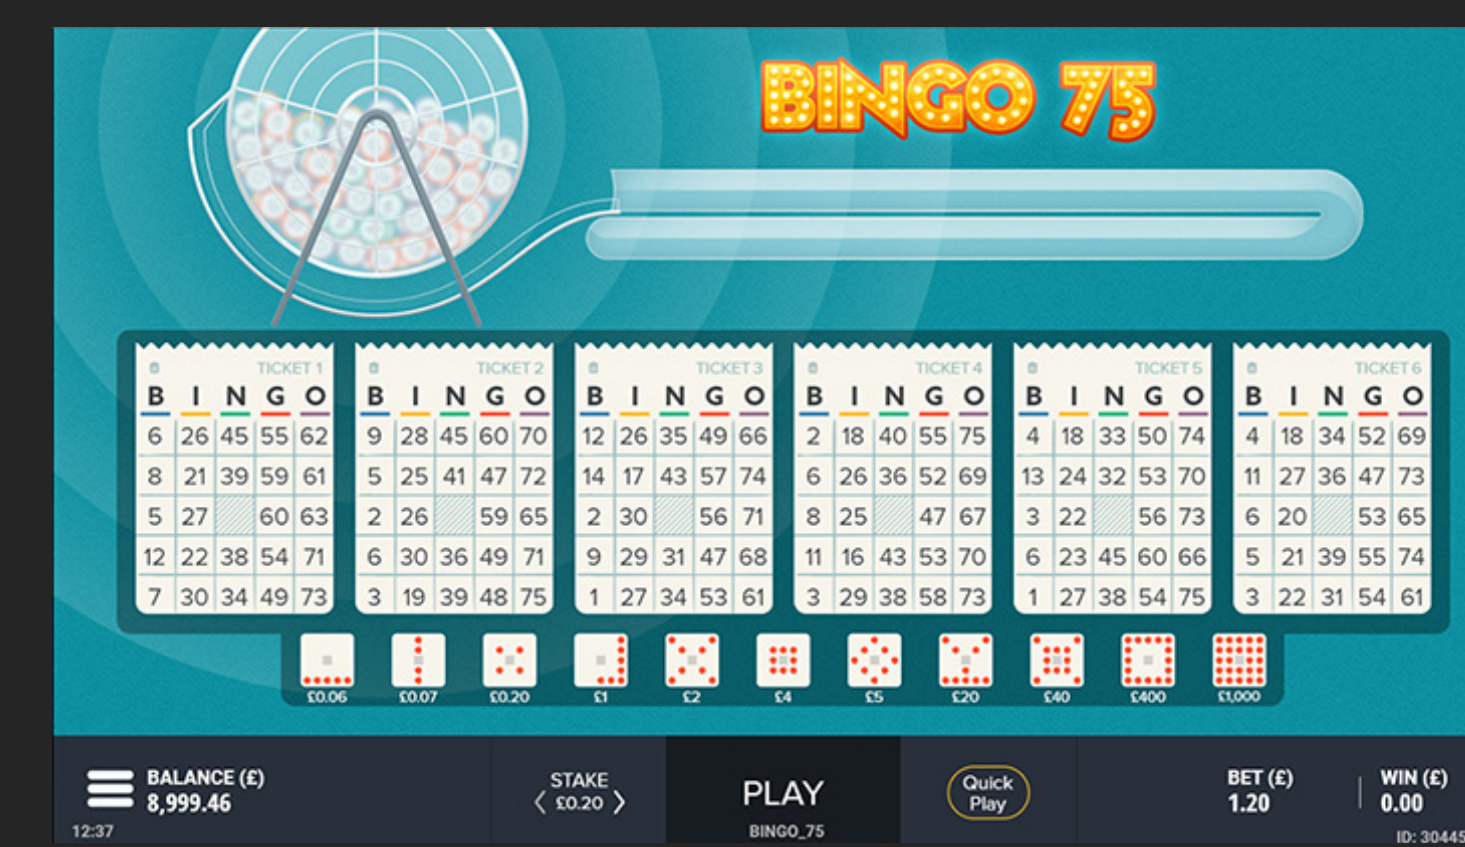 BINGO 75
TICKET 1
B I N G O
6 26 45 55 62
8 21 39 59 61
5 27 60 63
12 22 38 54 71
7 30 34 49 73
TICKET 2
B I N G O
9 28 45 60 70
5 25 41 47 72
2 26 59 65
6 30 36 49 71
3 19 39 48 75
TICKET 3
B I N G O
12 26 35 49 66
14 17 43 57 74
2 30 56 71
9 29 31 47 68
1 27 34 53 61
TICKET 4
B I N G O
2 18 40 55 75
6 26 36 52 69
8 25 47 67
11 16 43 53 70
3 29 38 58 73
TICKET 5
B I N G O
4 18 33 50 74
13 24 32 53 70
3 22 56 73
6 23 45 60 66
1 27 38 54 75
TICKET 6
B I N G O
4 18 34 52 69
11 27 36 47 73
6 20 53 65
5 21 39 55 74
3 22 31 54 61
£0.06 £0.07 £0.20 £1 £2 £4 £5 £20 £40 £400 £1,000
BALANCE (£)
8,999.46
12:37
STAKE
£0.20
PLAY
BINGO_75
Quick
Play
BET (£)
1.20
WIN (£)
0.00
ID: 30445